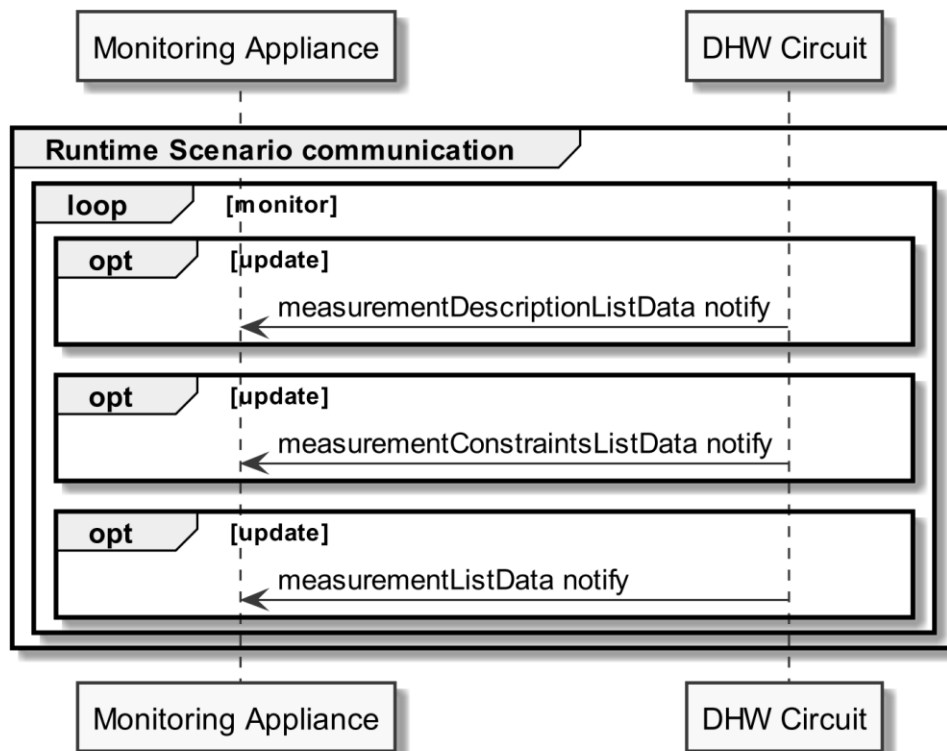 Monitoring Appliance
DHW Circuit
Runtime Scenario communication
loop [monitor]
opt [update]
measurementDescriptionListData notify
opt [update]
measurementConstraintsListData notify
opt [update]
measurementListData notify
Monitoring Appliance
DHW Circuit